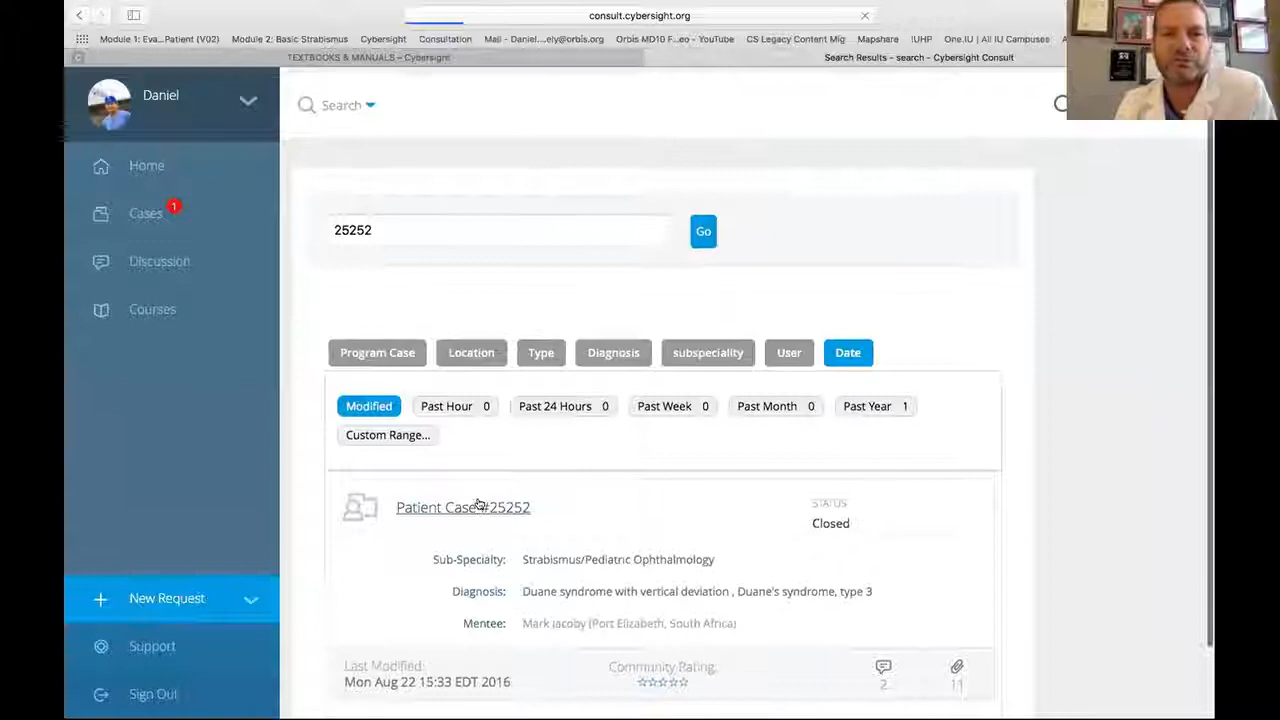 consult.cybersight.org
Module 1: Eva...Patient (V02) Module 2: Basic Strabismus Cybersight Consultation Mail - Daniel....ely@orbis.org Orbis MD10 F...eo - YouTube CS Legacy Content Mig Mapshare IUHP One.IU | All IU Campuses
TEXTBOOKS & MANUALS – Cybersight Search Results - search - Cybersight Consult
Daniel
Search
Home
Cases 1
Discussion
Courses
25252 Go
Program Case Location Type Diagnosis subspeciality User Date
Modified Past Hour 0 Past 24 Hours 0 Past Week 0 Past Month 0 Past Year 1
Custom Range...
Patient Case #25252
STATUS
Closed
Sub-Specialty: Strabismus/Pediatric Ophthalmology
Diagnosis: Duane syndrome with vertical deviation , Duane's syndrome, type 3
Mentee: Mark Jacoby (Port Elizabeth, South Africa)
Last Modified:
Mon Aug 22 15:33 EDT 2016
Community Rating:
2 11
New Request
Support
Sign Out